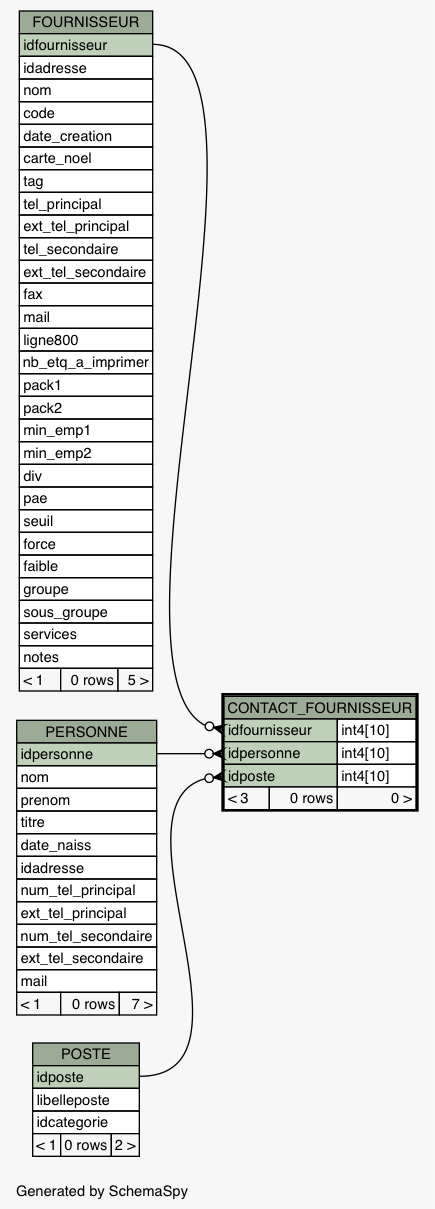 FOURNISSEUR
idfournisseur
idadresse
nom
code
date_creation
carte_noel
tag
tel_principal
ext_tel_principal
tel_secondaire
ext_tel_secondaire
fax
mail
ligne800
nb_etq_a_imprimer
pack1
pack2
min_emp1
min_emp2
div
pae
seuil
force
faible
groupe
sous_groupe
services
notes
< 1 0 rows 5 >
CONTACT_FOURNISSEUR
idfournisseur int4[10]
idpersonne int4[10]
idposte int4[10]
< 3 0 rows 0 >
PERSONNE
idpersonne
nom
prenom
titre
date_naiss
idadresse
num_tel_principal
ext_tel_principal
num_tel_secondaire
ext_tel_secondaire
mail
< 1 0 rows 7 >
POSTE
idposte
libelleposte
idcategorie
< 1 0 rows 2 >
Generated by SchemaSpy